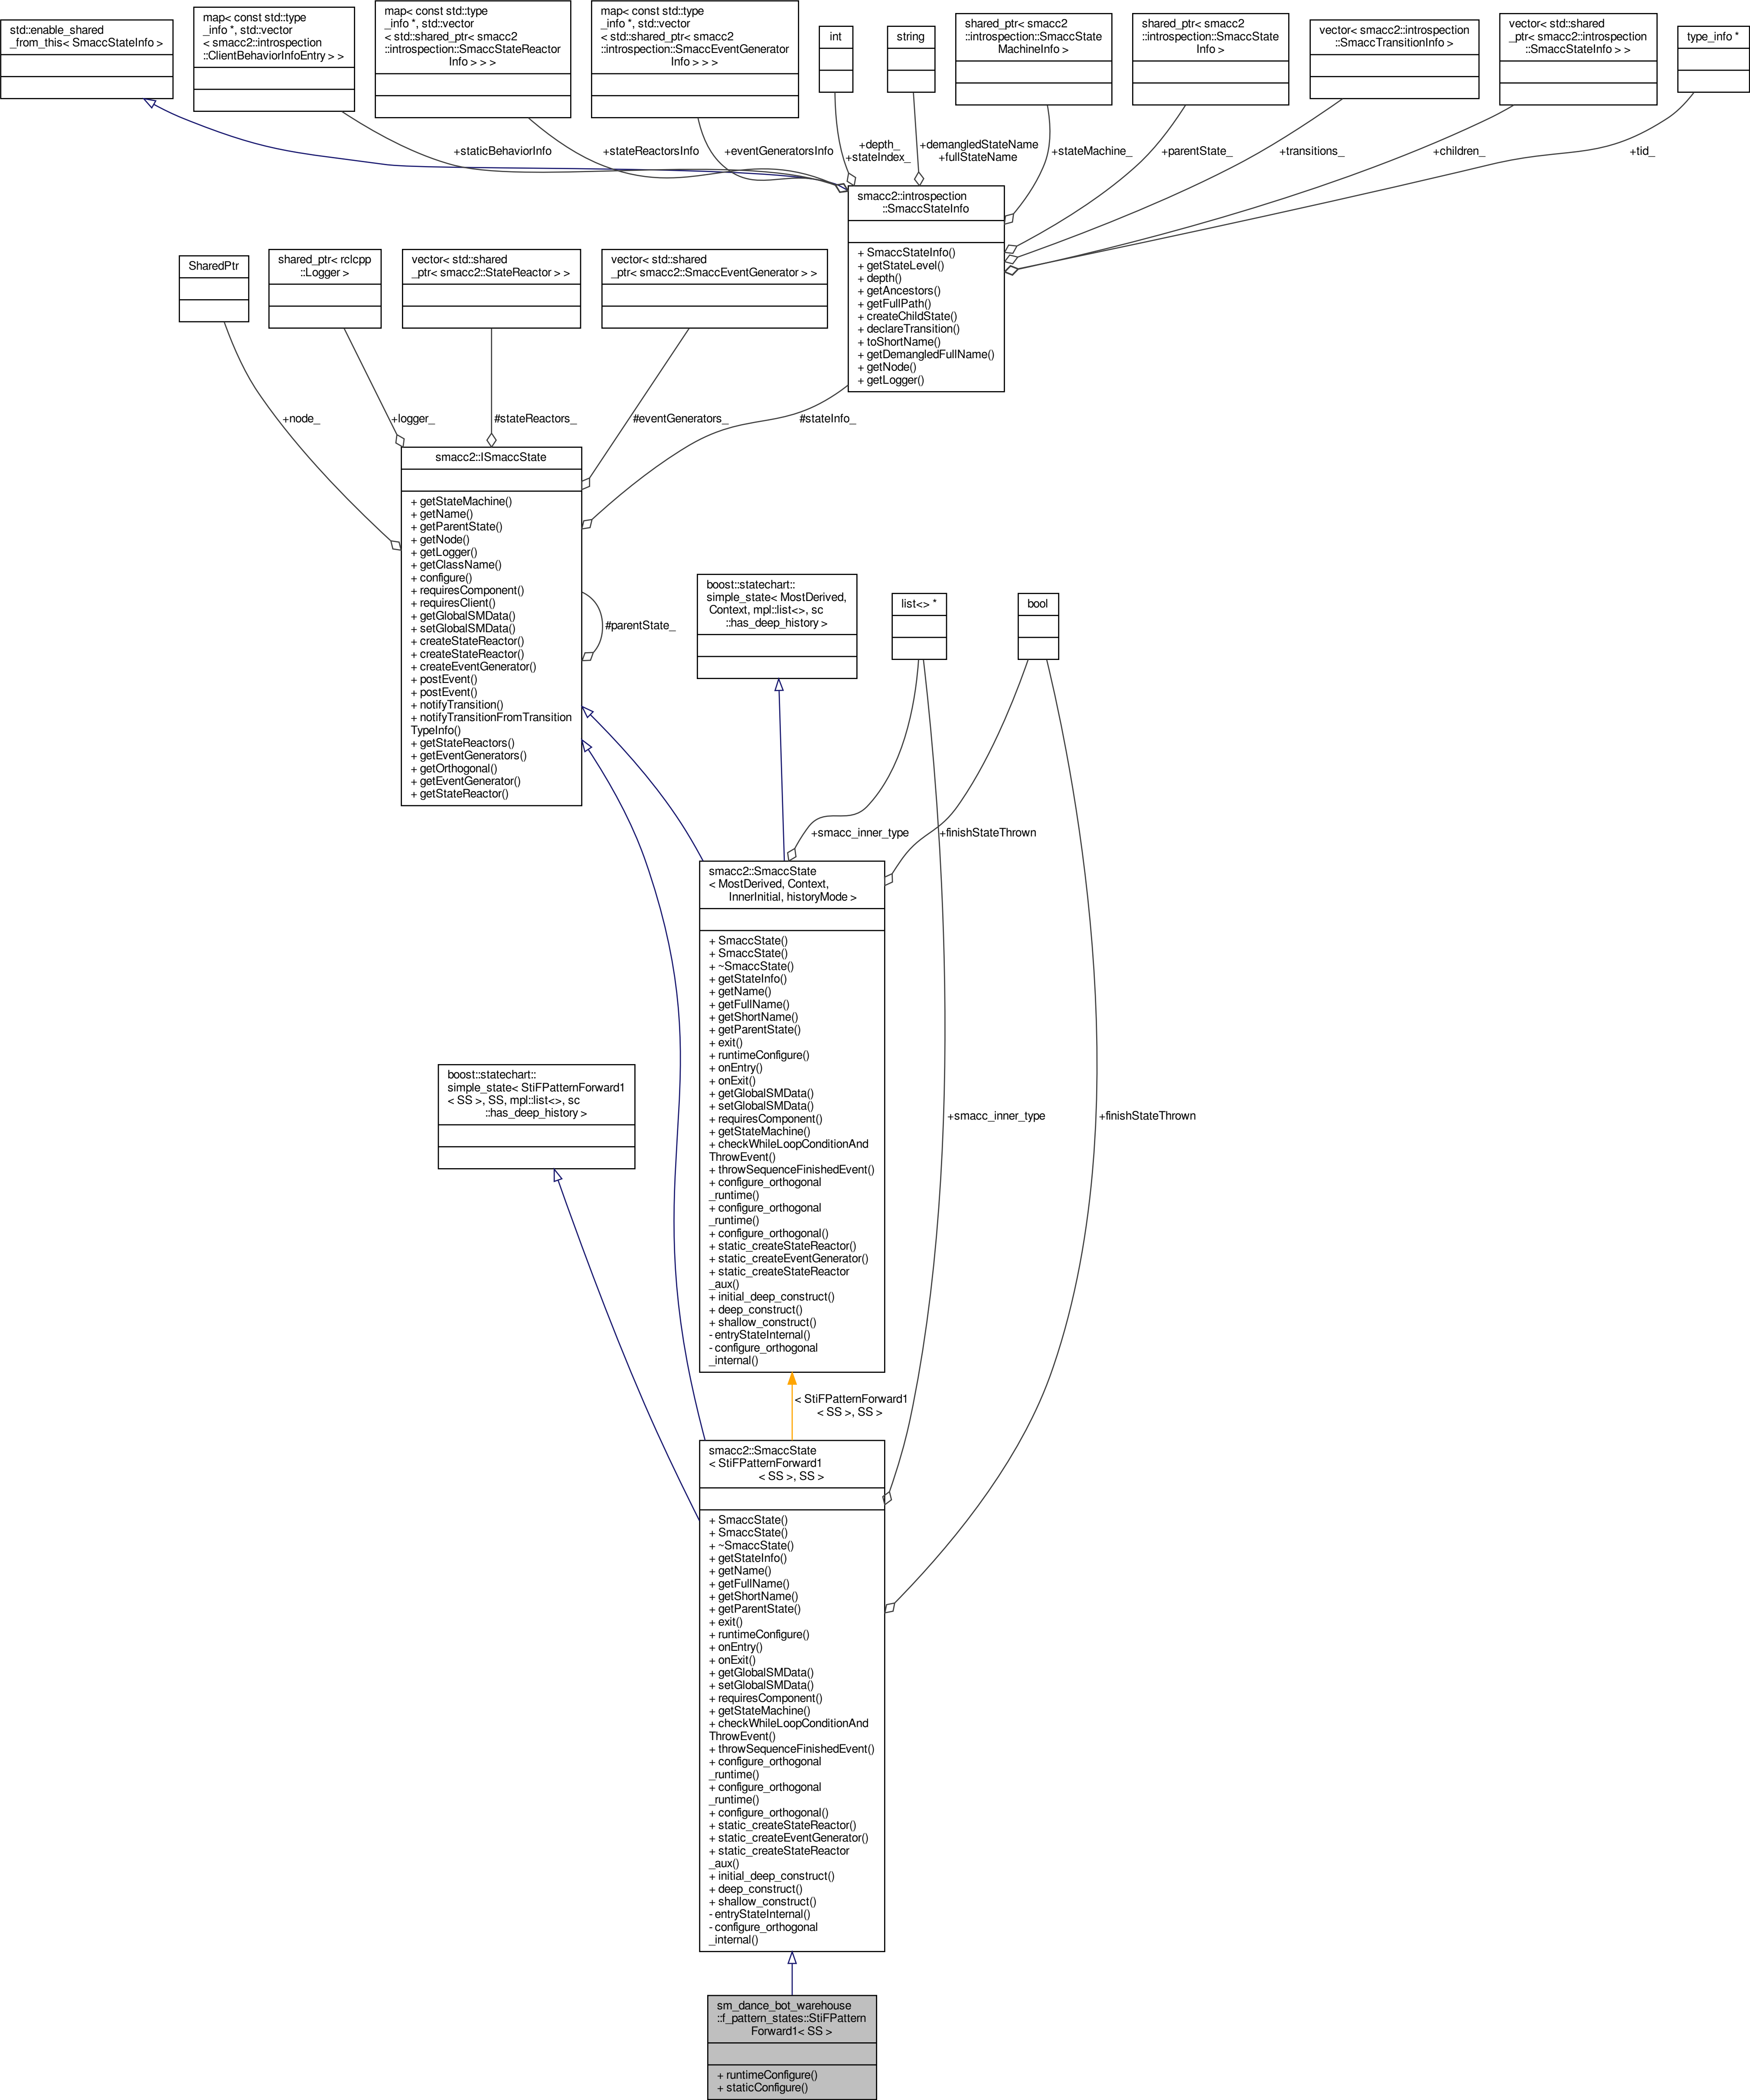 std::enable_shared
_from_this< SmaccStateInfo >
map< const std::type
_info *, std::vector
< smacc2::introspection
::ClientBehaviorInfoEntry > >
map< const std::type
_info *, std::vector
< std::shared_ptr< smacc2
::introspection::SmaccStateReactor
Info > > >
map< const std::type
_info *, std::vector
< std::shared_ptr< smacc2
::introspection::SmaccEventGenerator
Info > > >
int
string
shared_ptr< smacc2
::introspection::SmaccState
MachineInfo >
shared_ptr< smacc2
::introspection::SmaccState
Info >
vector< smacc2::introspection
::SmaccTransitionInfo >
vector< std::shared
_ptr< smacc2::introspection
::SmaccStateInfo > >
type_info *
+staticBehaviorInfo
+stateReactorsInfo
+eventGeneratorsInfo
+depth_
+stateIndex_
+demangledStateName
+fullStateName
+stateMachine_
+parentState_
+transitions_
+children_
+tid_
smacc2::introspection
::SmaccStateInfo
+ SmaccStateInfo()
+ getStateLevel()
+ depth()
+ getAncestors()
+ getFullPath()
+ createChildState()
+ declareTransition()
+ toShortName()
+ getDemangledFullName()
+ getNode()
+ getLogger()
SharedPtr
shared_ptr< rclcpp
::Logger >
vector< std::shared
_ptr< smacc2::StateReactor > >
vector< std::shared
_ptr< smacc2::SmaccEventGenerator > >
+node_
+logger_
#stateReactors_
#eventGenerators_
#stateInfo_
smacc2::ISmaccState
+ getStateMachine()
+ getName()
+ getParentState()
+ getNode()
+ getLogger()
+ getClassName()
+ configure()
+ requiresComponent()
+ requiresClient()
+ getGlobalSMData()
+ setGlobalSMData()
+ createStateReactor()
+ createStateReactor()
+ createEventGenerator()
+ postEvent()
+ postEvent()
+ notifyTransition()
+ notifyTransitionFromTransition
TypeInfo()
+ getStateReactors()
+ getEventGenerators()
+ getOrthogonal()
+ getEventGenerator()
+ getStateReactor()
#parentState_
boost::statechart::
simple_state< MostDerived,
Context, mpl::list<>, sc
::has_deep_history >
list<> *
bool
+smacc_inner_type
+finishStateThrown
smacc2::SmaccState
< MostDerived, Context,
InnerInitial, historyMode >
+ SmaccState()
+ SmaccState()
+ ~SmaccState()
+ getStateInfo()
+ getName()
+ getFullName()
+ getShortName()
+ getParentState()
+ exit()
+ runtimeConfigure()
+ onEntry()
+ onExit()
+ getGlobalSMData()
+ setGlobalSMData()
+ requiresComponent()
+ getStateMachine()
+ checkWhileLoopConditionAnd
ThrowEvent()
+ throwSequenceFinishedEvent()
+ configure_orthogonal
_runtime()
+ configure_orthogonal
_runtime()
+ configure_orthogonal()
+ static_createStateReactor()
+ static_createEventGenerator()
+ static_createStateReactor
_aux()
+ initial_deep_construct()
+ deep_construct()
+ shallow_construct()
- entryStateInternal()
- configure_orthogonal
_internal()
boost::statechart::
simple_state< StiFPatternForward1
< SS >, SS, mpl::list<>, sc
::has_deep_history >
+smacc_inner_type
+finishStateThrown
< StiFPatternForward1
< SS >, SS >
smacc2::SmaccState
< StiFPatternForward1
< SS >, SS >
+ SmaccState()
+ SmaccState()
+ ~SmaccState()
+ getStateInfo()
+ getName()
+ getFullName()
+ getShortName()
+ getParentState()
+ exit()
+ runtimeConfigure()
+ onEntry()
+ onExit()
+ getGlobalSMData()
+ setGlobalSMData()
+ requiresComponent()
+ getStateMachine()
+ checkWhileLoopConditionAnd
ThrowEvent()
+ throwSequenceFinishedEvent()
+ configure_orthogonal
_runtime()
+ configure_orthogonal
_runtime()
+ configure_orthogonal()
+ static_createStateReactor()
+ static_createEventGenerator()
+ static_createStateReactor
_aux()
+ initial_deep_construct()
+ deep_construct()
+ shallow_construct()
- entryStateInternal()
- configure_orthogonal
_internal()
sm_dance_bot_warehouse
::f_pattern_states::StiFPattern
Forward1< SS >
+ runtimeConfigure()
+ staticConfigure()